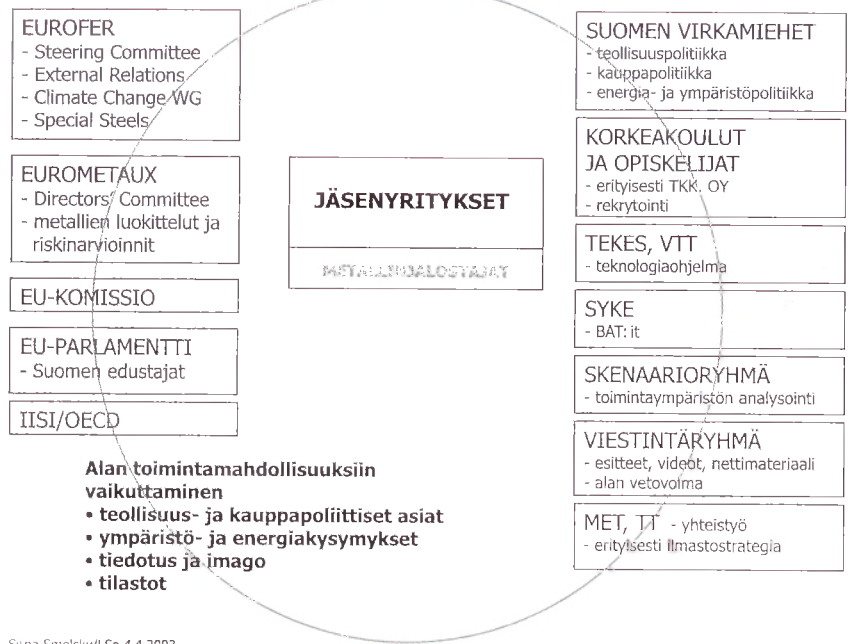 EUROFER
- Steering Committee
- External Relations
- Climate Change WG
- Special Steels
EUROMETAUX
- Directors' Committee
- metallien luokittelut ja
riskinarvioinnit
EU-KOMISSIO
EU-PARLAMENTTI
- Suomen edustajat
IISI/OECD
JÄSENYRITYKSET
METALLINJALOSTAJAT
SUOMEN VIRKAMIEHET
- teollisuuspolitiikka
- kauppapolitiikka
- energia- ja ympäristöpolitiikka
KORKEAKOULUT
JA OPISKELIJAT
- erityisesti TKK, OY
- rekrytointi
TEKES, VTT
- teknologiaohjelma
SYKE
- BAT:it
SKENAARIORYHMÄ
- toimintaympäristön analysointi
VIESTINTÄRYHMÄ
- esitteet, videot, nettimateriaali
- alan vetovoima
MET, TT - yhteistyö
- erityisesti ilmastostrategia
Alan toimintamahdollisuuksiin
vaikuttaminen
• teollisuus- ja kauppapoliittiset asiat
• ympäristö- ja energiakysymykset
• tiedotus ja imago
• tilastot